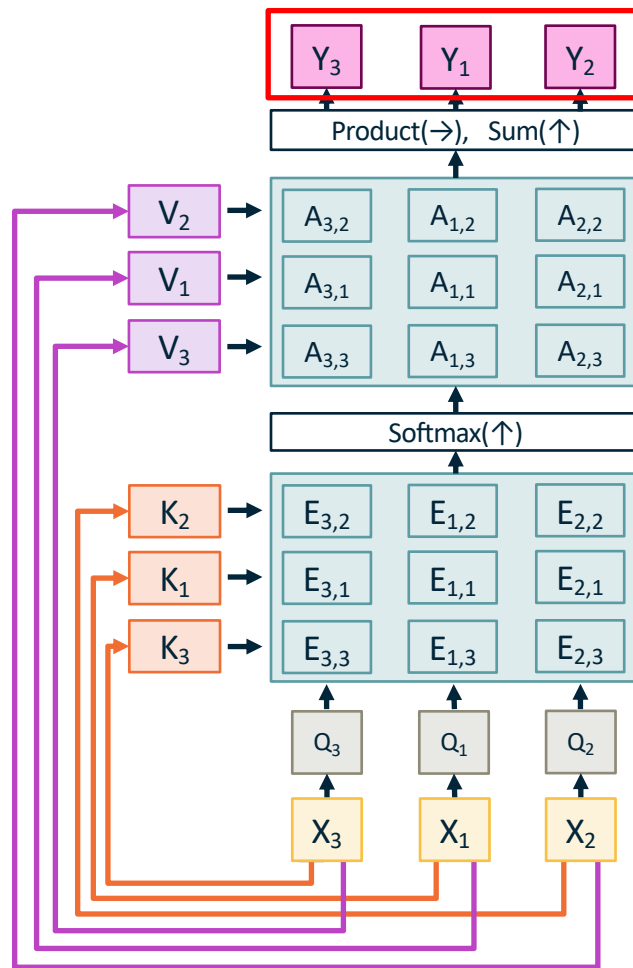 Y₃ Y₁ Y₂
Product(→), Sum(↑)
V₂ A₃,₂ A₁,₂ A₂,₂
V₁ A₃,₁ A₁,₁ A₂,₁
V₃ A₃,₃ A₁,₃ A₂,₃
Softmax(↑)
K₂ E₃,₂ E₁,₂ E₂,₂
K₁ E₃,₁ E₁,₁ E₂,₁
K₃ E₃,₃ E₁,₃ E₂,₃
Q₃ Q₁ Q₂
X₃ X₁ X₂